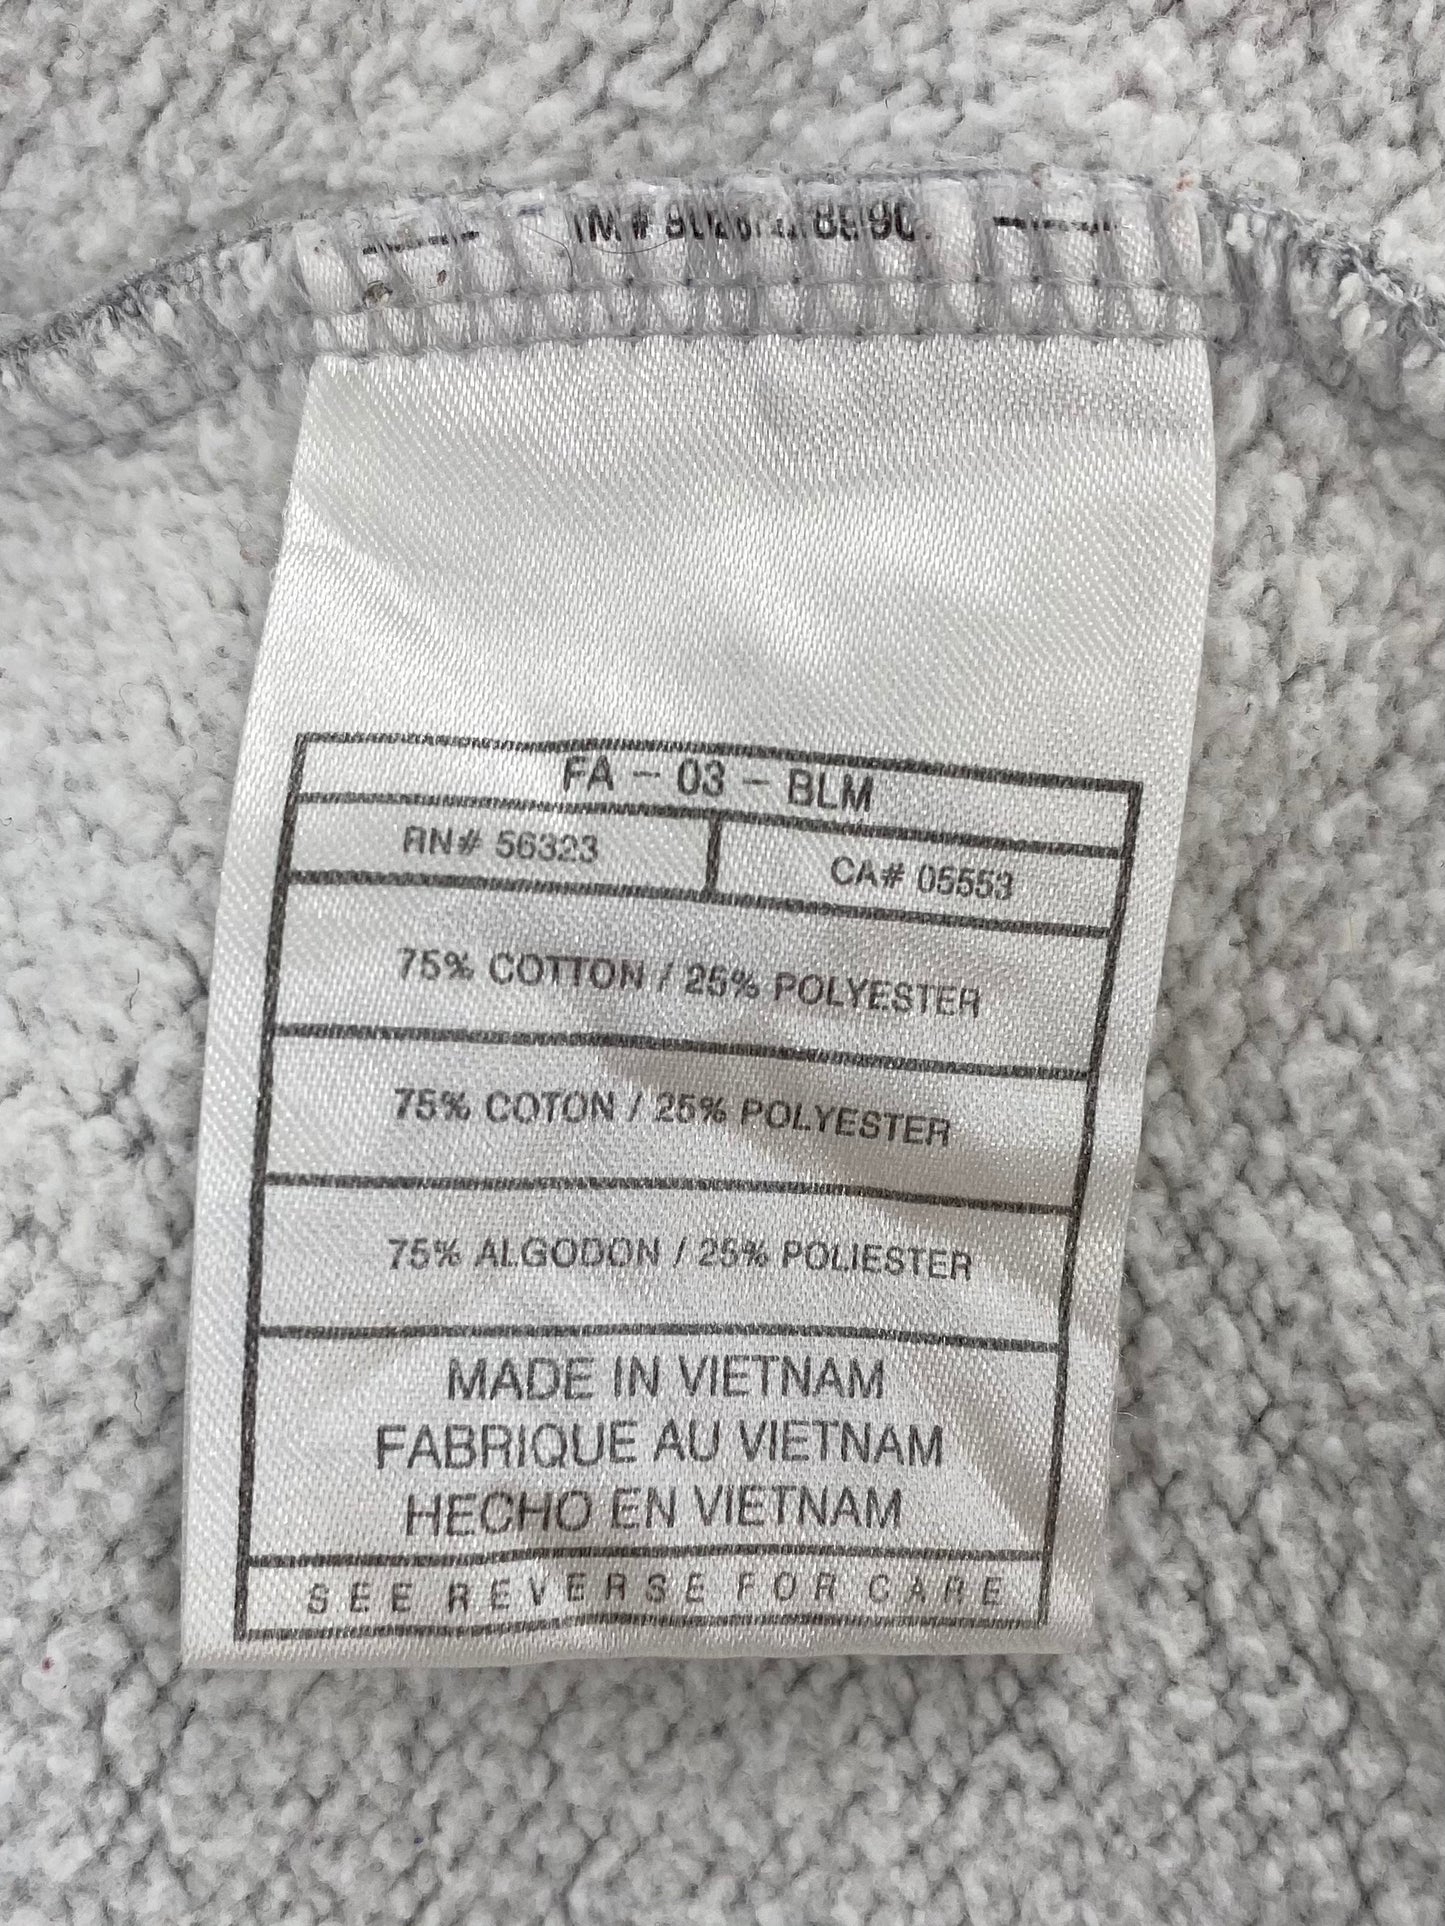 FA - 03 - BLM
RN# 56323 CA# 05553
75% COTTON / 25% POLYESTER
75% COTON / 25% POLYESTER
75% ALGODON / 25% POLIESTER
MADE IN VIETNAM
FABRIQUE AU VIETNAM
HECHO EN VIETNAM
SEE REVERSE FOR CARE